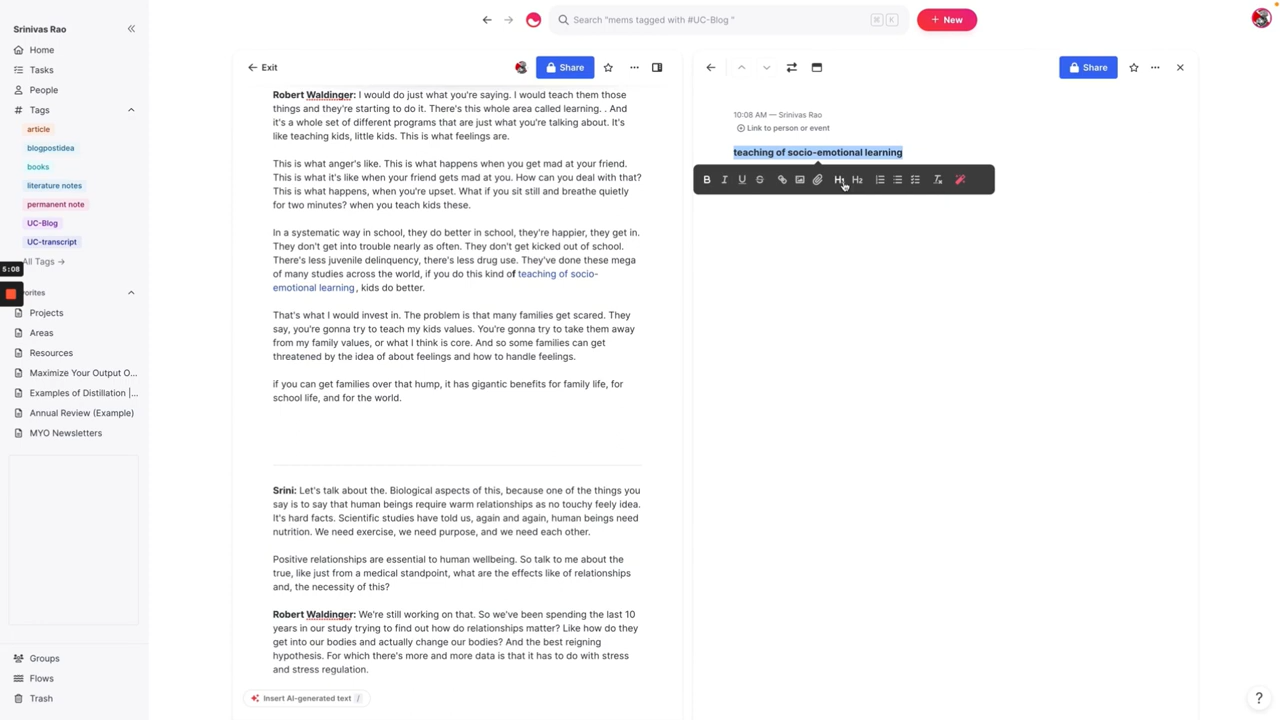 Srinivas Rao
Search "mems tagged with #UC-Blog "
⌘ K
+ New
Home
Tasks
People
Tags
article
blogpostidea
books
literature notes
permanent note
UC-Blog
UC-transcript
All Tags →
5:08
vorites
Projects
Areas
Resources
Maximize Your Output O...
Examples of Distillation |...
Annual Review (Example)
MYO Newsletters
Groups
Flows
Trash
← Exit
Share
Robert Waldinger: I would do just what you're saying. I would teach them those
things and they're starting to do it. There's this whole area called learning. . And
it's a whole set of different programs that are just what you're talking about. It's
like teaching kids, little kids. This is what feelings are.
This is what anger's like. This is what happens when you get mad at your friend.
This is what it's like when your friend gets mad at you. How can you deal with that?
This is what happens, when you're upset. What if you sit still and breathe quietly
for two minutes? when you teach kids these.
In a systematic way in school, they do better in school, they're happier, they get in.
They don't get into trouble nearly as often. They don't get kicked out of school.
There's less juvenile delinquency, there's less drug use. They've done these mega
of many studies across the world, if you do this kind of teaching of socio-
emotional learning, kids do better.
That's what I would invest in. The problem is that many families get scared. They
say, you're gonna try to teach my kids values. You're gonna try to take them away
from my family values, or what I think is core. And so some families can get
threatened by the idea of about feelings and how to handle feelings.
if you can get families over that hump, it has gigantic benefits for family life, for
school life, and for the world.
Srini: Let's talk about the. Biological aspects of this, because one of the things you
say is to say that human beings require warm relationships as no touchy feely idea.
It's hard facts. Scientific studies have told us, again and again, human beings need
nutrition. We need exercise, we need purpose, and we need each other.
Positive relationships are essential to human wellbeing. So talk to me about the
true, like just from a medical standpoint, what are the effects like of relationships
and, the necessity of this?
Robert Waldinger: We're still working on that. So we've been spending the last 10
years in our study trying to find out how do relationships matter? Like how do they
get into our bodies and actually change our bodies? And the best reigning
hypothesis. For which there's more and more data is that it has to do with stress
and stress regulation.
Insert AI-generated text /
Share
10:08 AM — Srinivas Rao
Link to person or event
teaching of socio-emotional learning
B I U S H1 H2
?